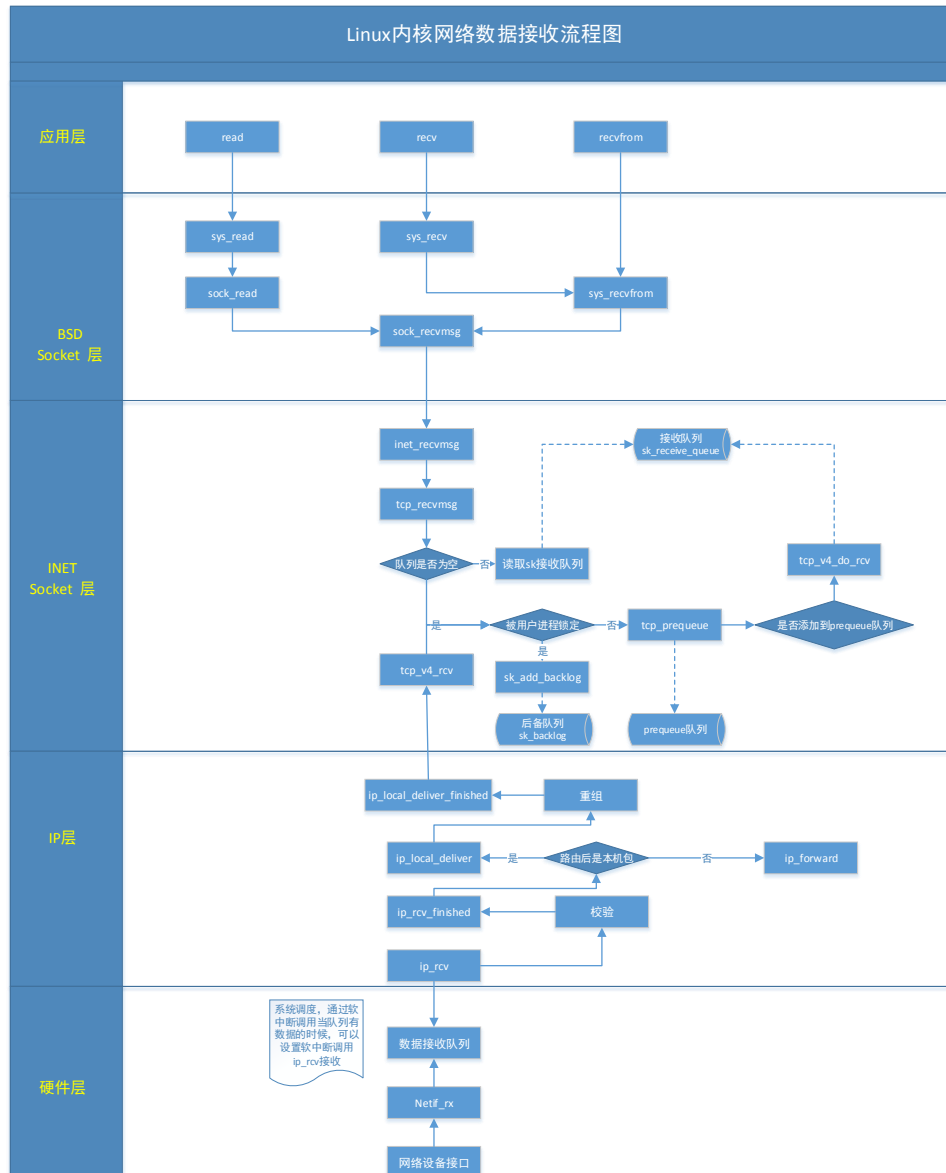 Linux内核网络数据接收流程图
应用层
read
recv
recvfrom
BSD
Socket 层
sys_read
sys_recv
sock_read
sys_recvfrom
sock_recvmsg
INET
Socket 层
inet_recvmsg
接收队列
sk_receive_queue
tcp_recvmsg
队列是否为空
否
读取sk接收队列
tcp_v4_do_rcv
是
被用户进程锁定
否
tcp_prequeue
是否添加到prequeue队列
是
tcp_v4_rcv
sk_add_backlog
后备队列
sk_backlog
prequeue队列
IP层
ip_local_deliver_finished
重组
ip_local_deliver
是
路由后是本机包
否
ip_forward
ip_rcv_finished
校验
ip_rcv
硬件层
系统调度，通过软
中断调用当队列有
数据的时候，可以
设置软中断调用
ip_rcv接收
数据接收队列
Netif_rx
网络设备接口